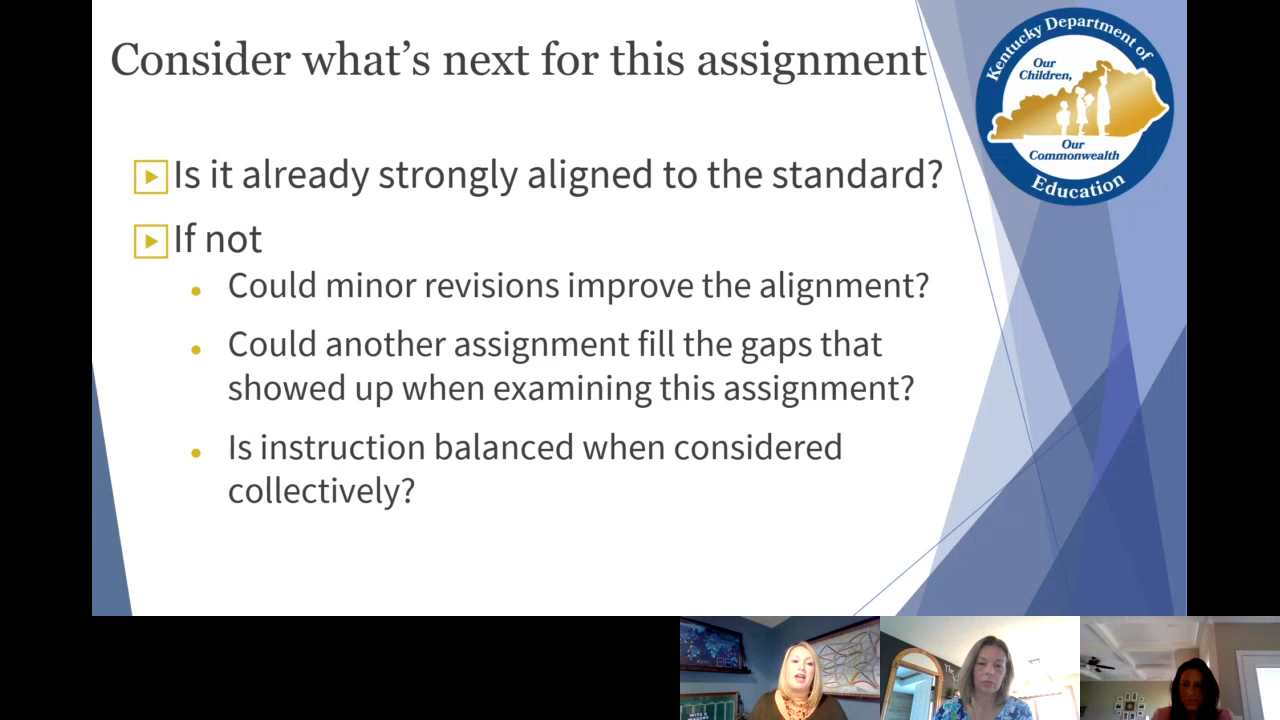 Consider what's next for this assignment
Kentucky Department of
Our
Children,
Our
Commonwealth
Education
Is it already strongly aligned to the standard?
If not
Could minor revisions improve the alignment?
Could another assignment fill the gaps that
showed up when examining this assignment?
Is instruction balanced when considered
collectively?